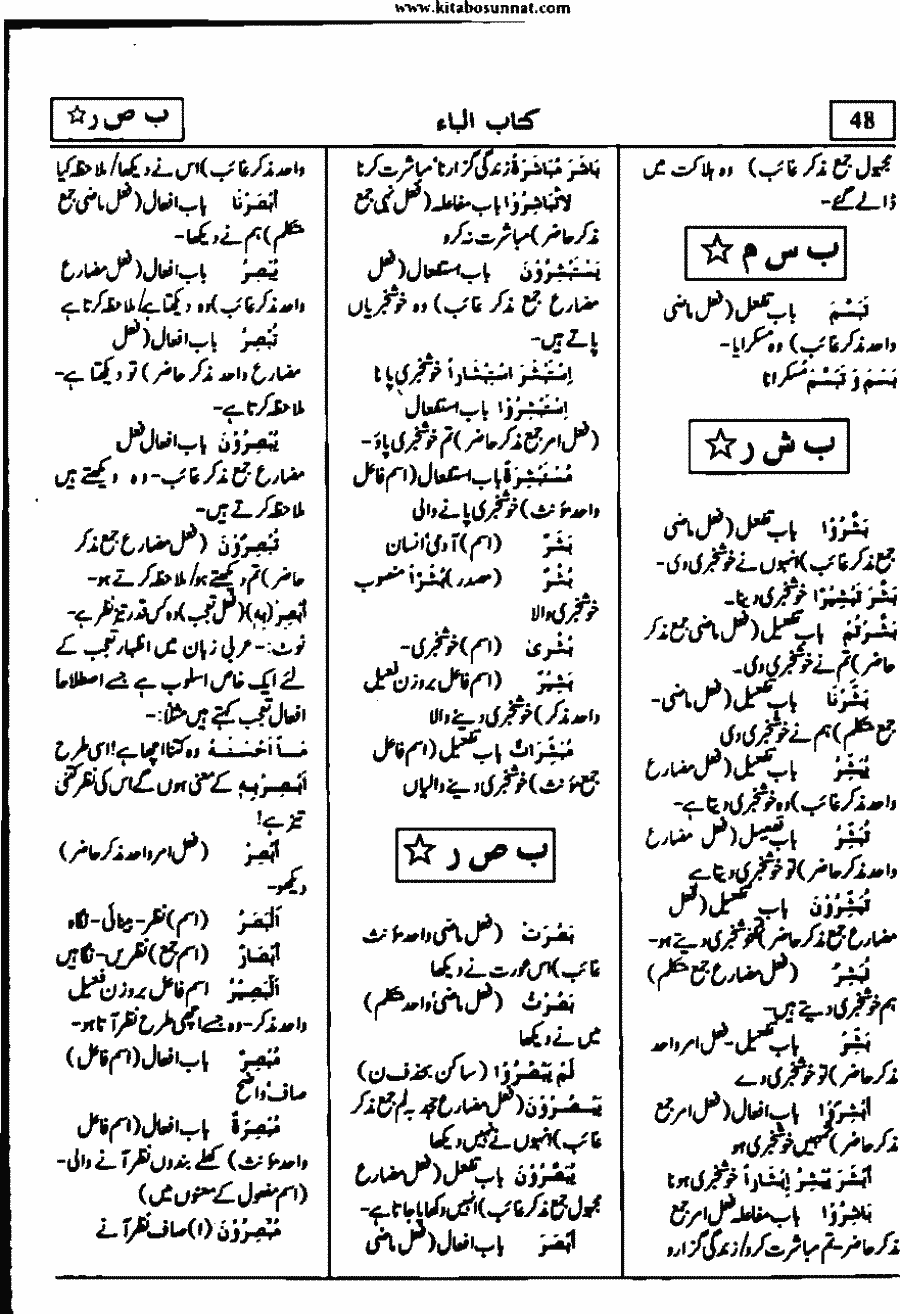 www.kitabosunnat.com
48
کتاب الباء
ب ص ر ☆
مجہول جمع مذکر غائب) وہ ہلاکت میں
ڈالے گئے۔
ب س م ☆
تَبَسَّمَ باب تفعل (فعل ماضی
واحد مذکر غائب) وہ مسکرایا۔
بَسَمَ وَ تَبَسَّمَ مُسکرانا
ب ش ر ☆
بَشَّرُوْا باب تفعل (فعل ماضی
جمع مذکر غائب) انہوں نے خوشخبری دی۔
بَشَّرَ تَبْشِيْرًا خوشخبری دینا۔
بَشَّرْتُمْ باب تفعیل (فعل ماضی جمع مذکر
حاضر) تم نے خوشخبری دی۔
بَشَّرْنَا باب تفعیل (فعل ماضی۔
جمع متکلم) ہم نے خوشخبری دی
يُبَشِّرُ باب تفعیل (فعل مضارع
واحد مذکر غائب) وہ خوشخبری دیتا ہے۔
تُبَشِّرُ باب تفعیل (فعل مضارع
واحد مذکر حاضر) تو خوشخبری دیتا ہے
تُبَشِّرُوْنَ باب تفعیل (فعل
مضارع جمع مذکر حاضر) تم خوشخبری دیتے ہو۔
نُبَشِّرُ (فعل مضارع جمع متکلم)
ہم خوشخبری دیتے ہیں۔
بَشِّرْ باب تفعیل۔ فعل امر واحد
مذکر حاضر) تو خوشخبری دے
اَبْشِرُوْا باب افعال (فعل امر جمع
مذکر حاضر) تمہیں خوشخبری ہو
اَبْشَرَ يُبْشِرُ اِبْشَاراً خوشخبری ہونا
بَاشِرُوْا باب مفاعلہ فعل امر جمع
مذکر حاضر۔ تم مباشرت کرو/ زندگی گزارو
بَاشَرَ مُبَاشَرَةً زندگی گزارنا، مباشرت کرنا
لَاتُبَاشِرُوْا باب مفاعلہ (فعل نہی جمع
مذکر حاضر) مباشرت نہ کرو
يَسْتَبْشِرُوْنَ باب استفعال (فعل
مضارع جمع مذکر غائب) وہ خوشخبریاں
پاتے ہیں۔
اِسْتَبْشَرَ اسْتِبْشَاراً خوشخبری پانا
اِسْتَبْشِرُوْا باب استفعال
(فعل امر جمع مذکر حاضر) تم خوشخبری پاؤ۔
مُسْتَبْشِرَةٌ باب استفعال (اسم فاعل
واحد مؤنث) خوشخبری پانے والی
بَشَرٌ (اسم) آدمی، انسان
بُشْرٌ (مصدر) بُشْراً منصوب
خوشخبری والا
بُشْرىٰ (اسم) خوشخبری۔
بَشِيْرٌ (اسم فاعل بروزن فعیل
واحد مذکر) خوشخبری دینے والا
مُبَشِّرَاتٌ باب تفعیل (اسم فاعل
جمع مؤنث) خوشخبری دینے والیاں
ب ص ر ☆
بَصُرَتْ (فعل ماضی واحد مؤنث
غائب) اس عورت نے دیکھا
بَصُرْتُ (فعل ماضی واحد متکلم)
میں نے دیکھا
لَمْ يَبْصُرُوْا (ساکن بحذف ن)
يَبْصُرُوْنَ (فعل مضارع جحد بہ لم جمع مذکر
غائب) انہوں نے نہیں دیکھا
يُبَصَّرُوْنَ باب تفعل (فعل مضارع
مجہول جمع مذکر غائب) انہیں دکھایا جاتا ہے۔
اَبْصَرَ باب افعال (فعل ماضی
واحد مذکر غائب) اس نے دیکھا/ ملاحظہ کیا
اَبْصَرْنَا باب افعال (فعل ماضی جمع
متکلم) ہم نے دیکھا۔
يُبْصِرُ باب افعال (فعل مضارع
واحد مذکر غائب) وہ دیکھتا ہے/ ملاحظہ کرتا ہے
تُبْصِرُ باب افعال (فعل
مضارع واحد مذکر حاضر) تو دیکھتا ہے۔
ملاحظہ کرتا ہے۔
يُبْصِرُوْنَ باب افعال فعل
مضارع جمع مذکر غائب۔ وہ دیکھتے ہیں
ملاحظہ کرتے ہیں۔
تُبْصِرُوْنَ (فعل مضارع جمع مذکر
حاضر) تم دیکھتے ہو/ ملاحظہ کرتے ہو۔
اَبْصِرْ (بِهٖ) (فعل تعجب) وہ کس قدر تیز نظر ہے۔
نوٹ:۔ عربی زبان میں اظہار تعجب کے
لئے ایک خاص اسلوب ہے جسے اصطلاحاً
افعال تعجب کہتے ہیں مثلاً:۔
مَا اَحْسَنَهُ وہ کتنا اچھا ہے! اسی طرح
اَبْصِرْبِهٖ کے معنی ہوں گے اس کی نظر کتنی
تیز ہے!
اَبْصِرْ (فعل امر واحد مذکر حاضر)
دیکھو۔
اَلْبَصَرُ (اسم) نظر۔ بینائی۔ نگاہ
اَبْصَارٌ (اسم جمع) نظریں۔ نگاہیں
اَلْبَصِيْرُ اسم فاعل بروزن فعیل
واحد مذکر۔ وہ جسے اچھی طرح نظر آتا ہو۔
مُبْصِرٌ باب افعال (اسم فاعل)
صاف واضح
مُبْصِرَةٌ باب افعال (اسم فاعل
واحد مؤنث) کھلے بندوں نظر آنے والی۔
(اسم مفعول کے معنوں میں)
مُبْصِرُوْنَ (۱) صاف نظر آنے